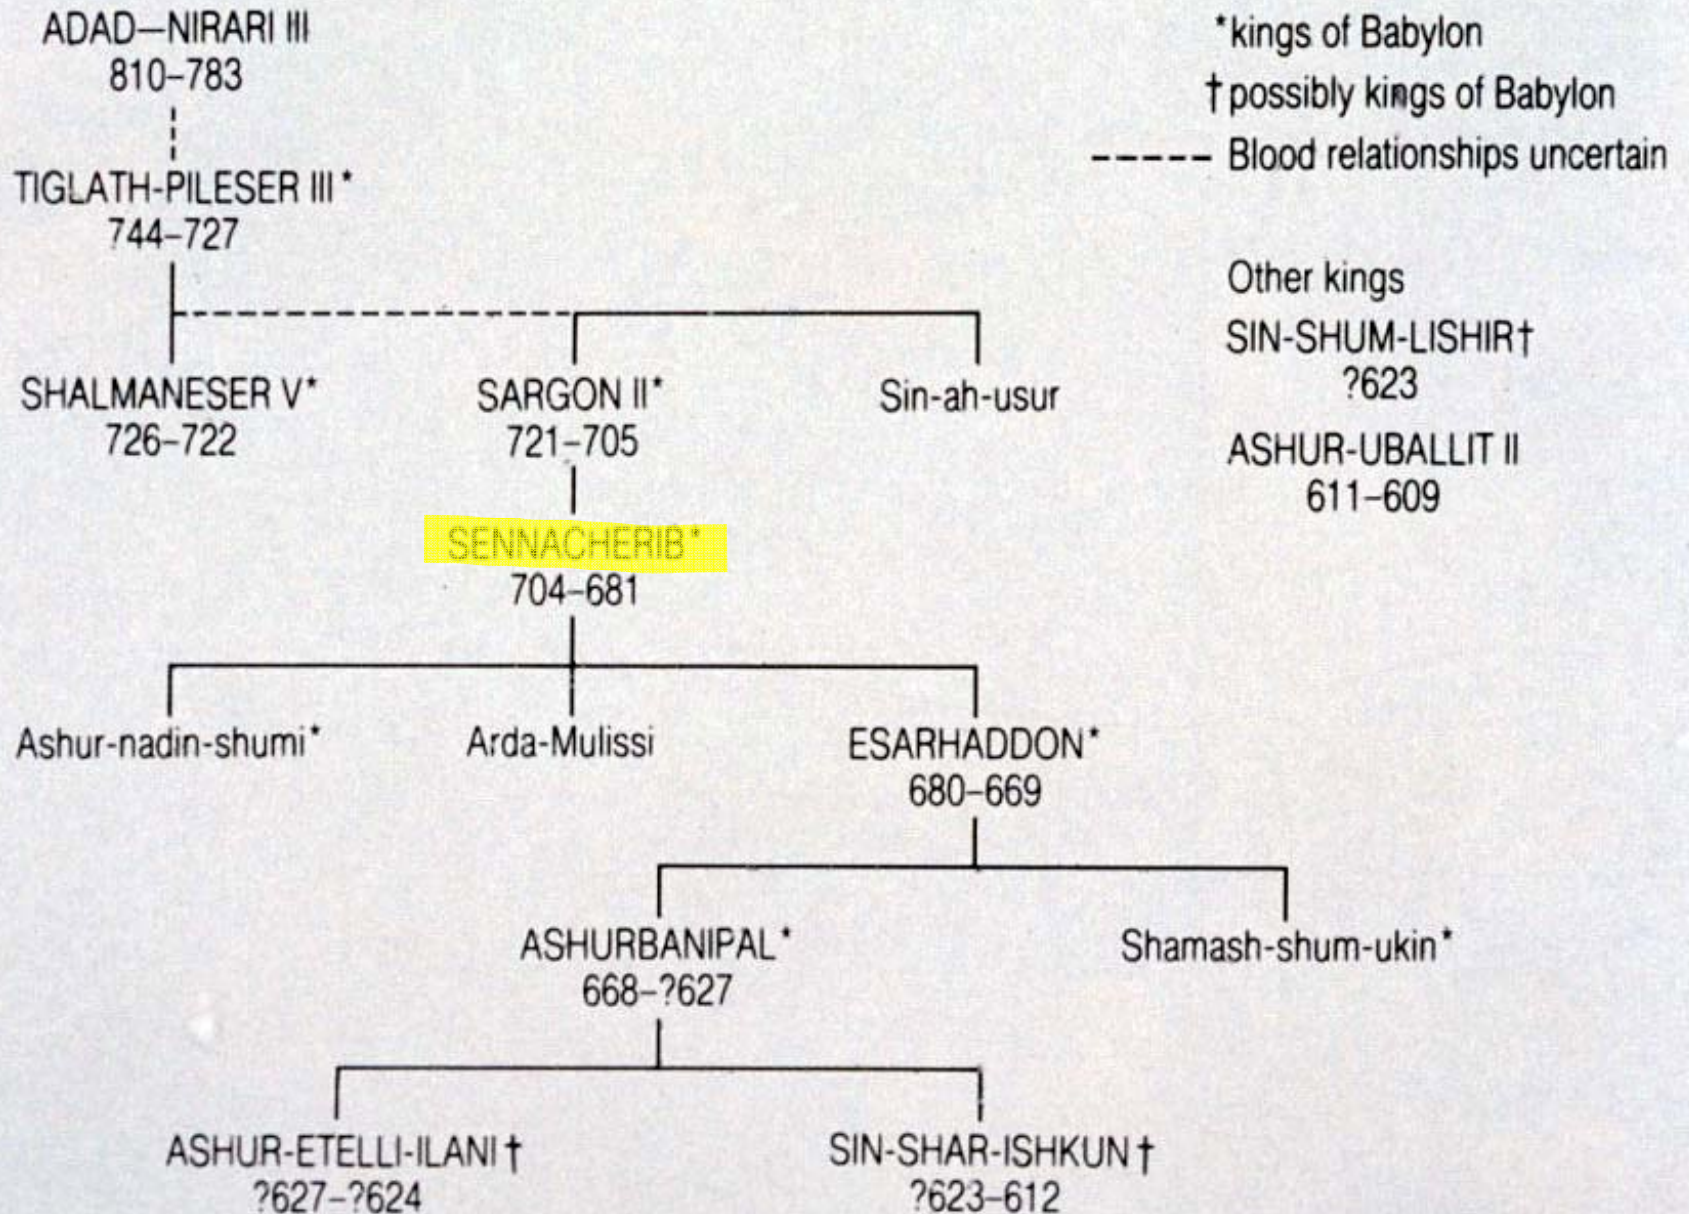 ADAD—NIRARI III
810–783
TIGLATH-PILESER III*
744–727
SHALMANESER V*
726–722
SARGON II*
721–705
Sin-ah-usur
SENNACHERIB*
704–681
Ashur-nadin-shumi*
Arda-Mulissi
ESARHADDON*
680–669
ASHURBANIPAL*
668–?627
Shamash-shum-ukin*
ASHUR-ETELLI-ILANI†
?627–?624
SIN-SHAR-ISHKUN†
?623–612
*kings of Babylon
†possibly kings of Babylon
----- Blood relationships uncertain
Other kings
SIN-SHUM-LISHIR†
?623
ASHUR-UBALLIT II
611–609